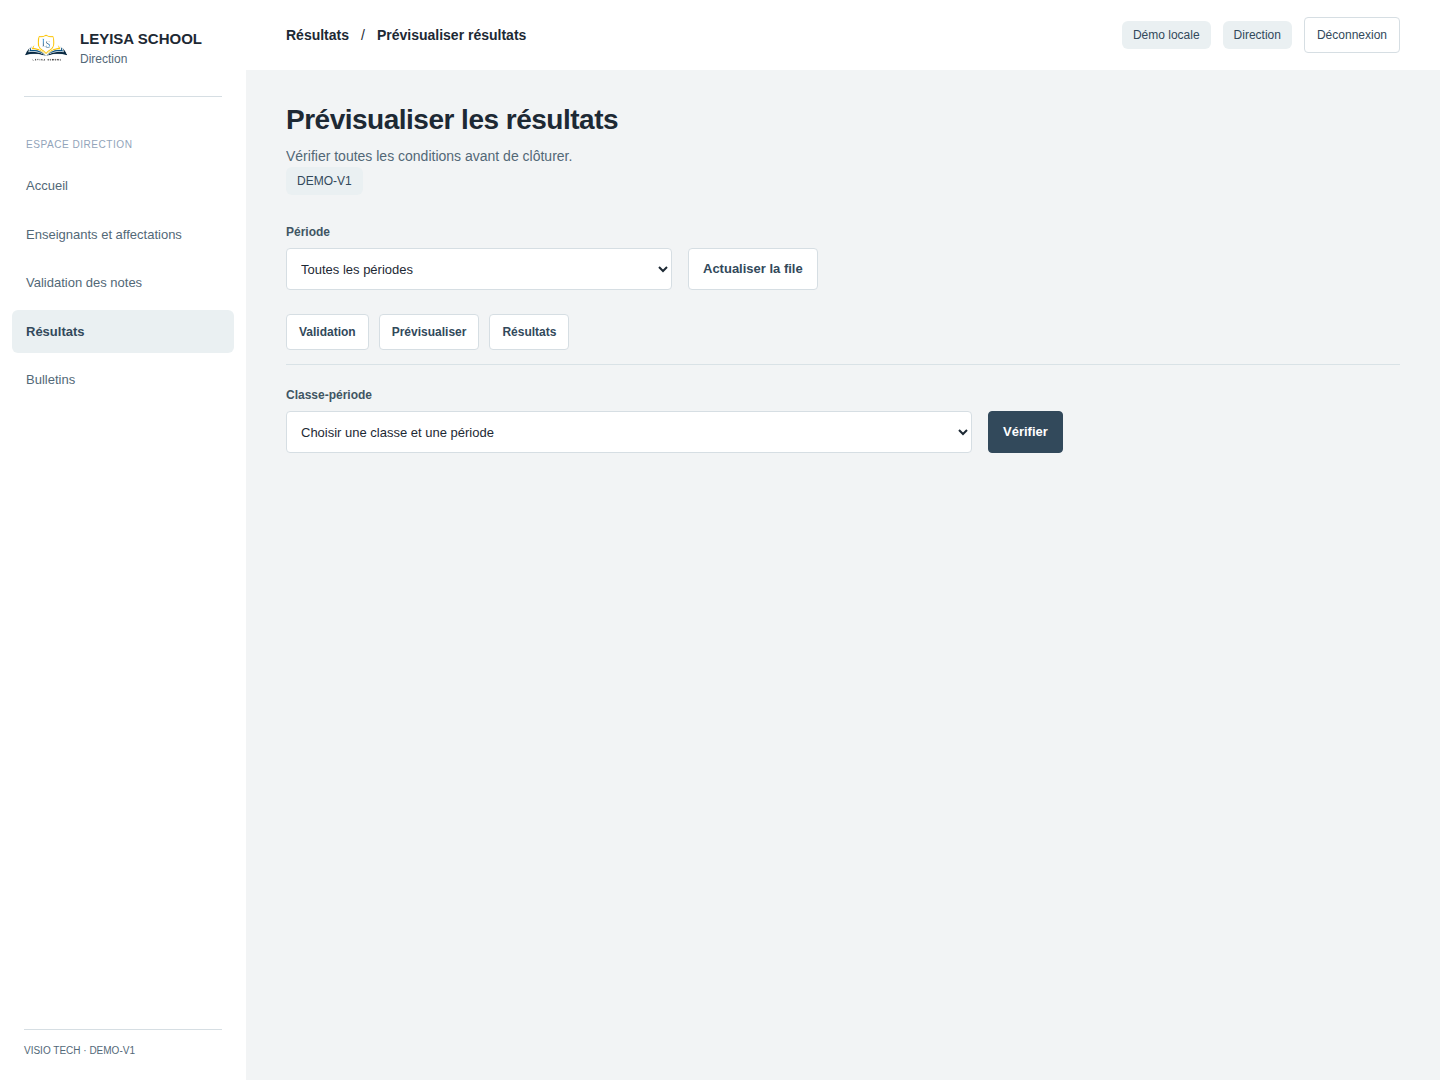 LEYISA SCHOOL
Direction
ESPACE DIRECTION
Accueil
Enseignants et affectations
Validation des notes
Résultats
Bulletins
VISIO TECH · DEMO-V1
Résultats / Prévisualiser résultats
Démo locale
Direction
Déconnexion
Prévisualiser les résultats
Vérifier toutes les conditions avant de clôturer.
DEMO-V1
Période
Toutes les périodes
Actualiser la file
Validation
Prévisualiser
Résultats
Classe-période
Choisir une classe et une période
Vérifier